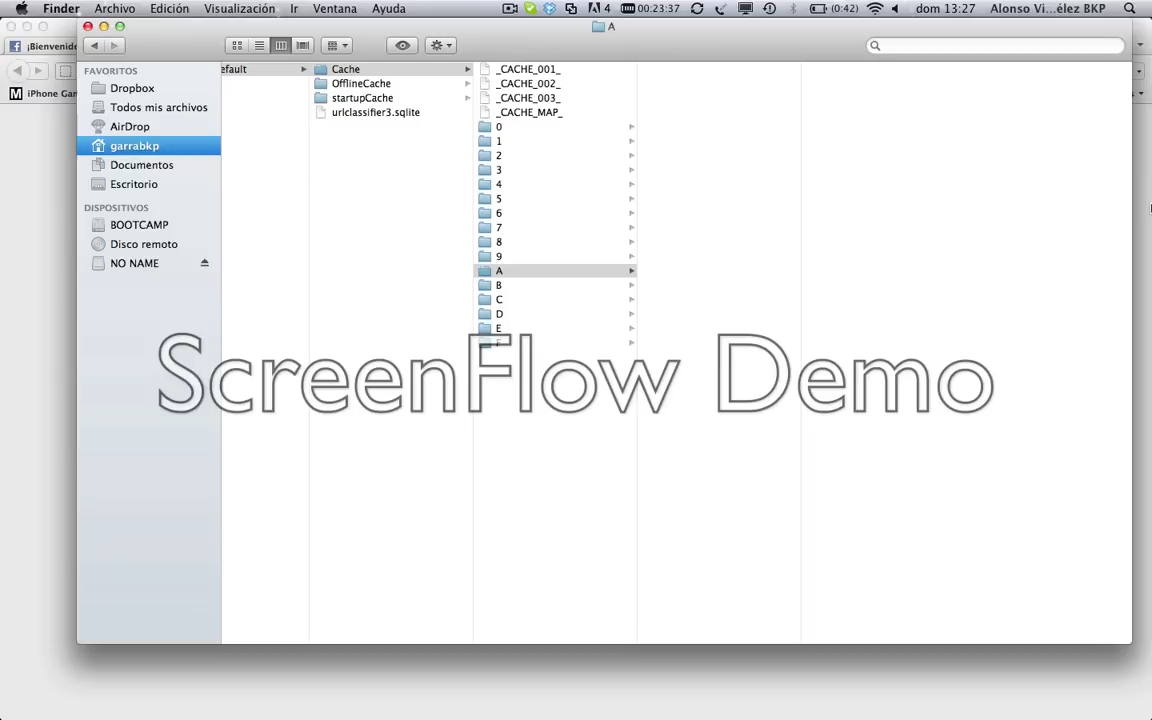 Finder Archivo Edición Visualización Ir Ventana Ayuda 4 00:23:37 (0:42) dom 13:27 Alonso Vi...élez BKP
A
¡Bienvenido
iPhone Gam
FAVORITOS
Dropbox
Todos mis archivos
AirDrop
garrabkp
Documentos
Escritorio
DISPOSITIVOS
BOOTCAMP
Disco remoto
NO NAME
efault
Cache
OfflineCache
startupCache
urlclassifier3.sqlite
_CACHE_001_
_CACHE_002_
_CACHE_003_
_CACHE_MAP_
0
1
2
3
4
5
6
7
8
9
A
B
C
D
E
F
ScreenFlow Demo